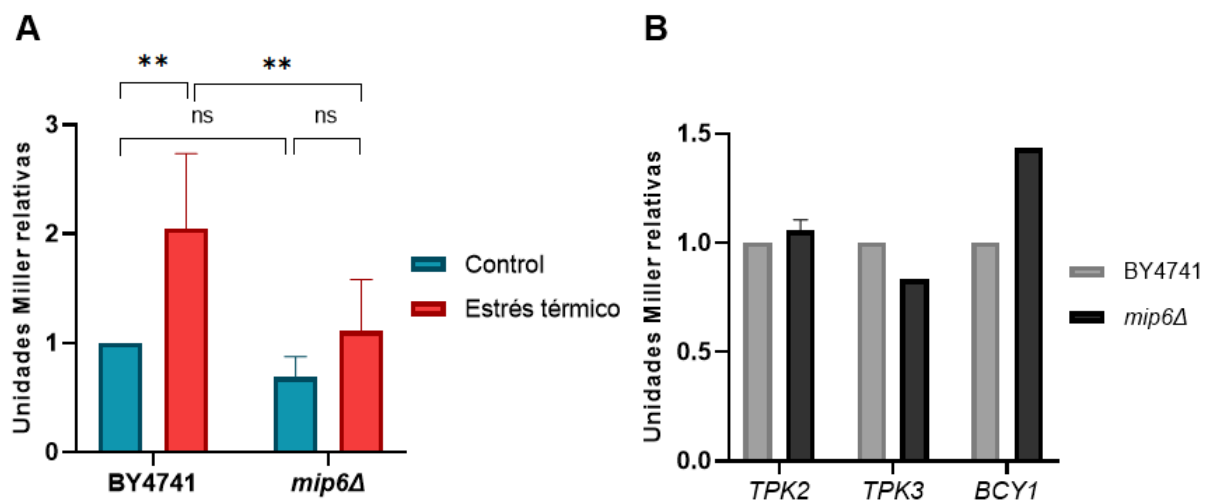 A
**
**
ns
ns
Unidades Miller relativas
3
2
1
0
BY4741
mip6Δ
Control
Estrés térmico
B
Unidades Miller relativas
1.5
1.0
0.5
0.0
TPK2
TPK3
BCY1
BY4741
mip6Δ